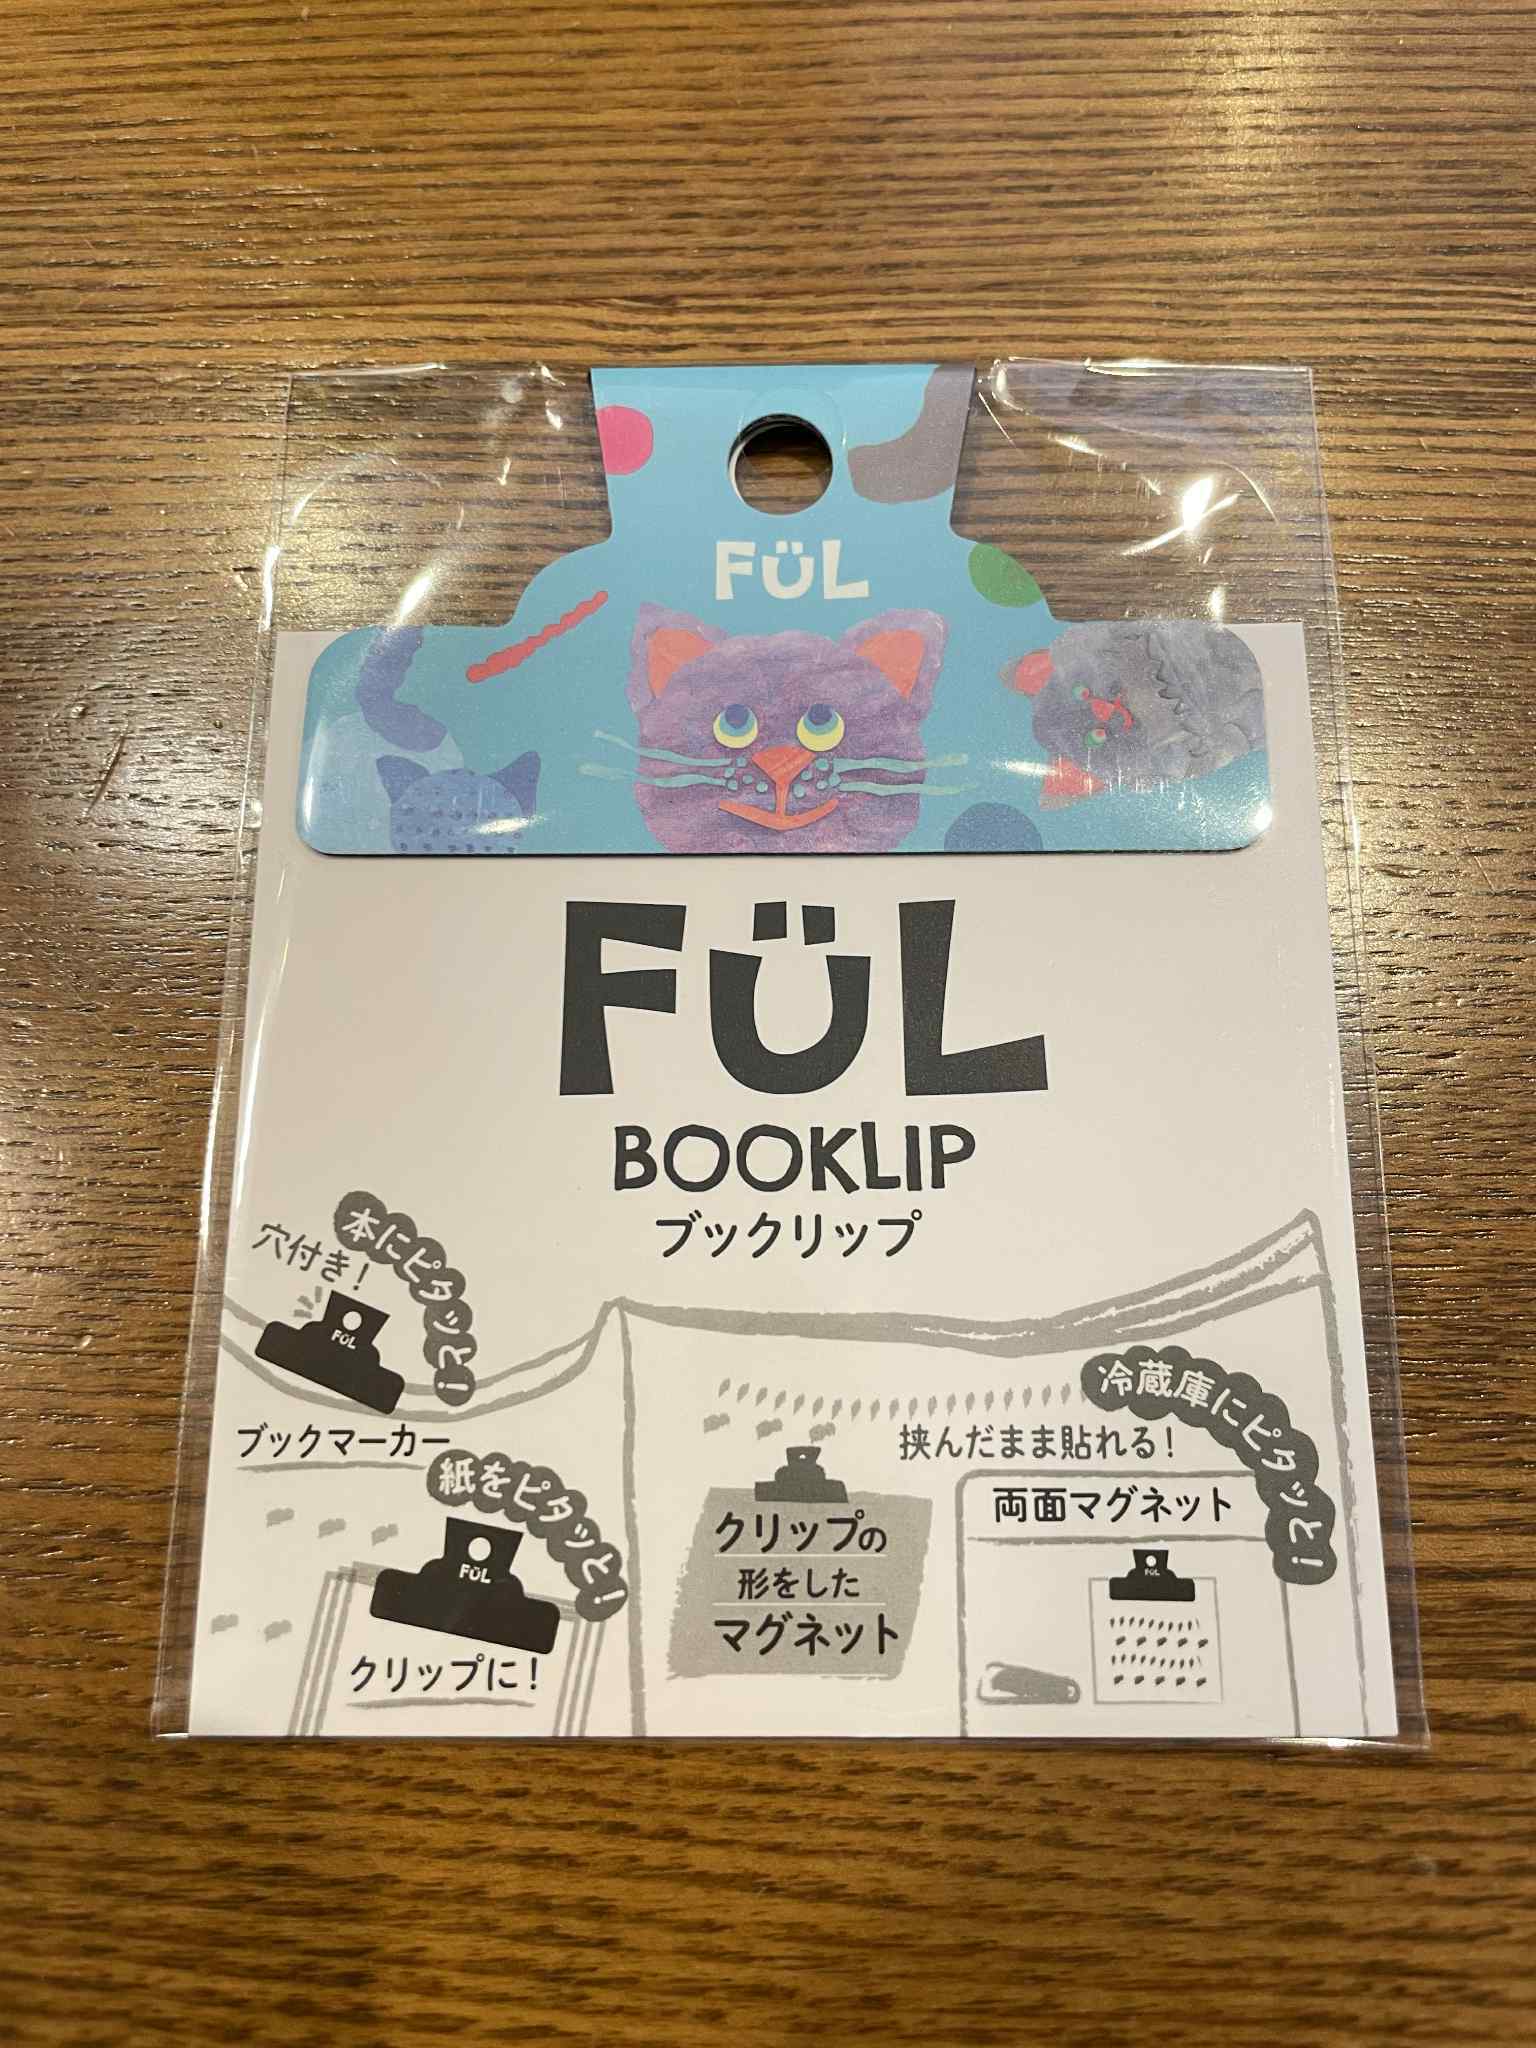 FüL
FüL
BOOKLIP
ブックリップ
穴付き!
本にピタッと!
FüL
ブックマーカー
紙をピタッと!
FüL
クリップに!
クリップの
形をした
マグネット
冷蔵庫にピタッと!
挟んだまま貼れる!
両面マグネット
FüL